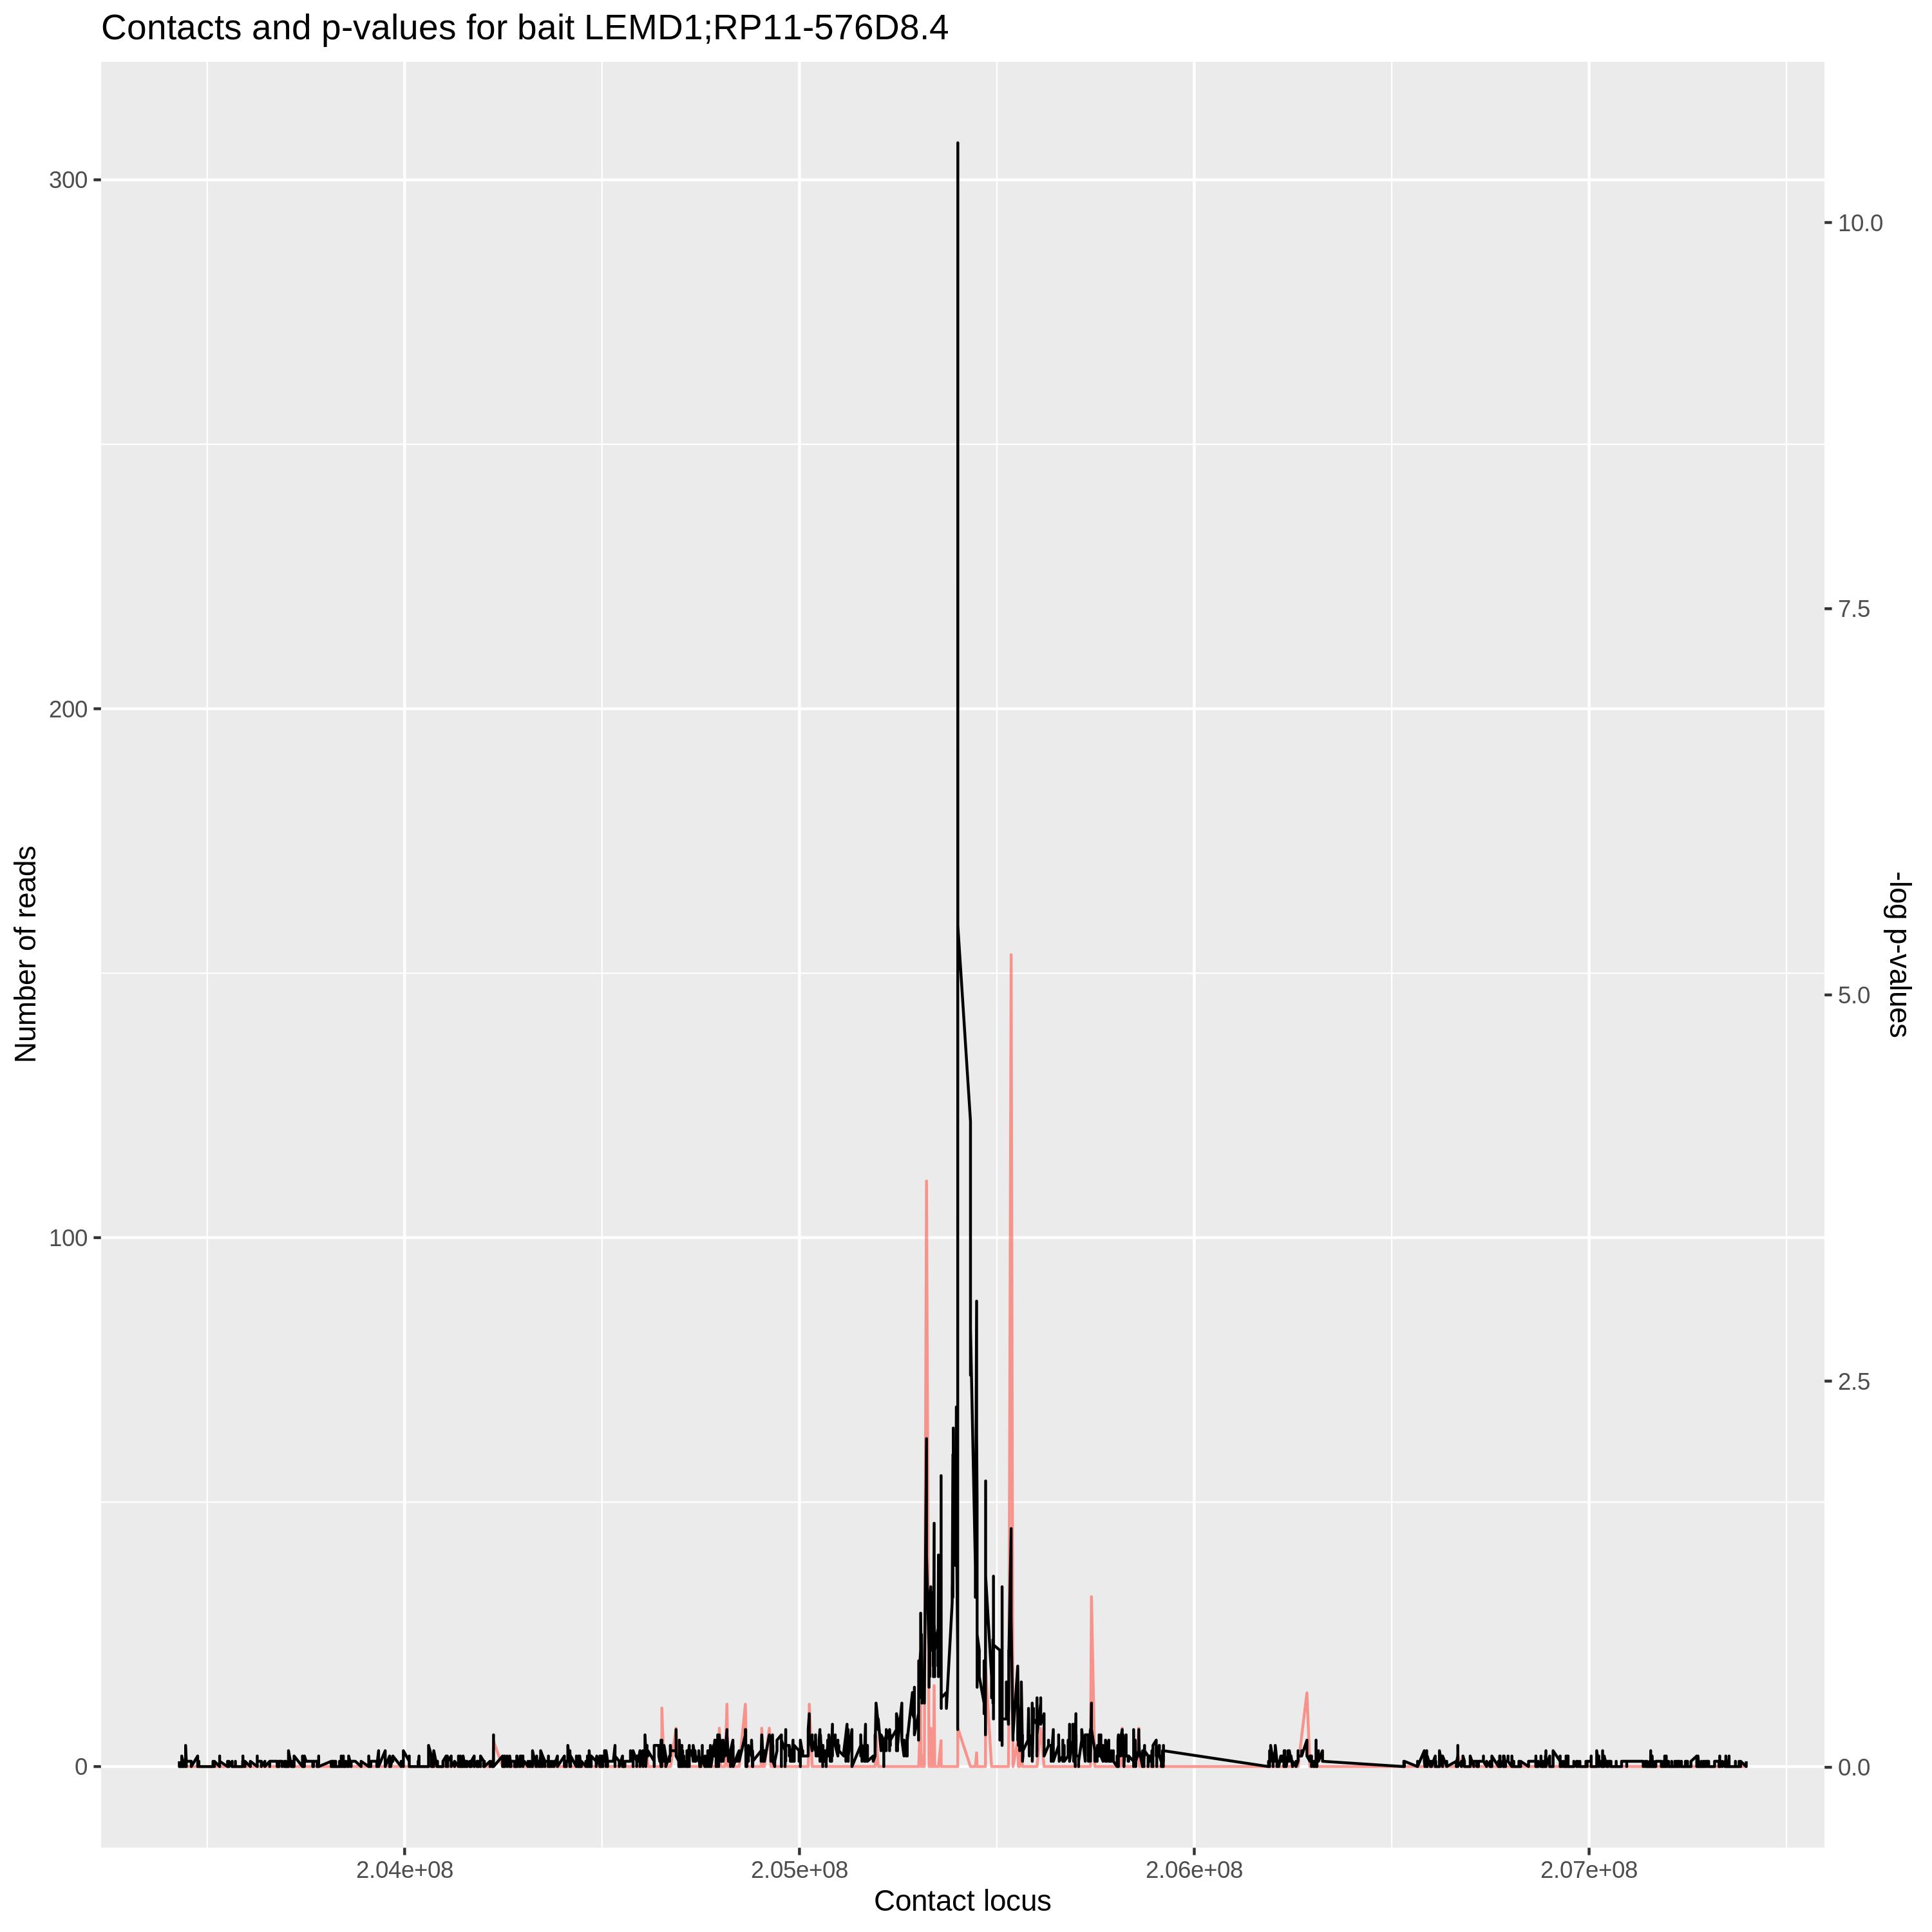 Contacts and p-values for bait LEMD1;RP11-576D8.4
300
200
100
0
Number of reads
10.0
7.5
5.0
2.5
0.0
-log p-values
2.04e+08
2.05e+08
2.06e+08
2.07e+08
Contact locus